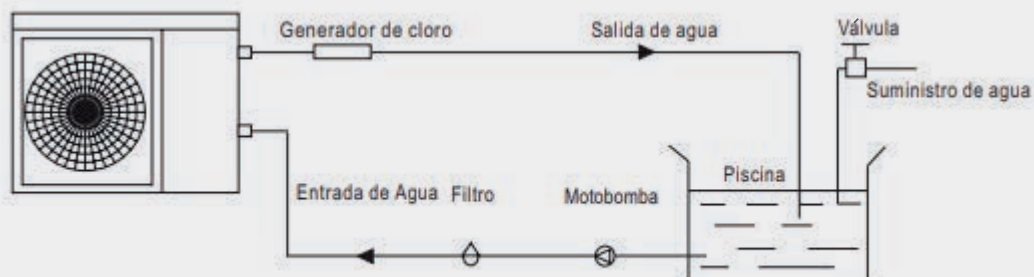 Generador de cloro
Salida de agua
Válvula
Suministro de agua
Entrada de Agua
Filtro
Motobomba
Piscina